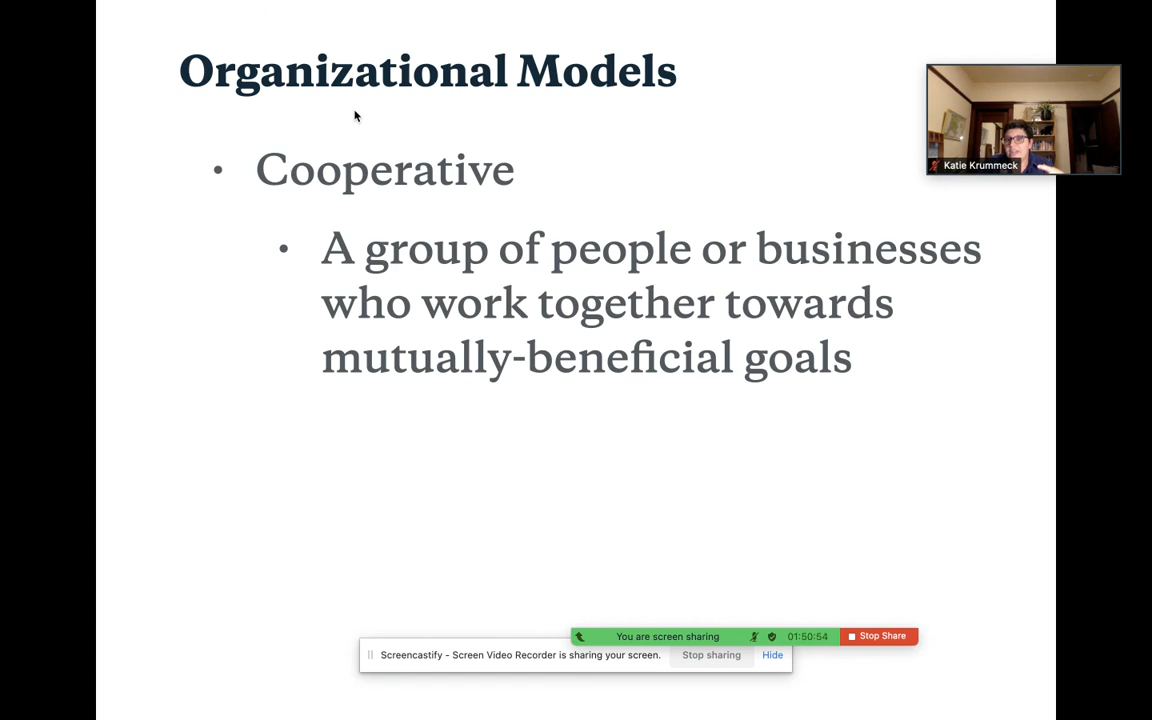 Organizational Models
Katie Krummeck
• Cooperative
• A group of people or businesses
who work together towards
mutually-beneficial goals
You are screen sharing 01:50:54 Stop Share
Screencastify - Screen Video Recorder is sharing your screen. Stop sharing Hide